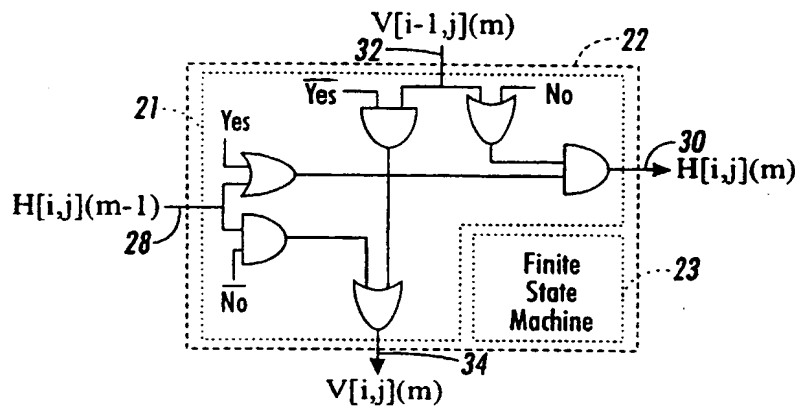 V[i-1,j](m)
32
22
Yes
No
21
Yes
30
H[i,j](m)
H[i,j](m-1)
28
No
Finite
State
Machine
23
34
V[i,j](m)